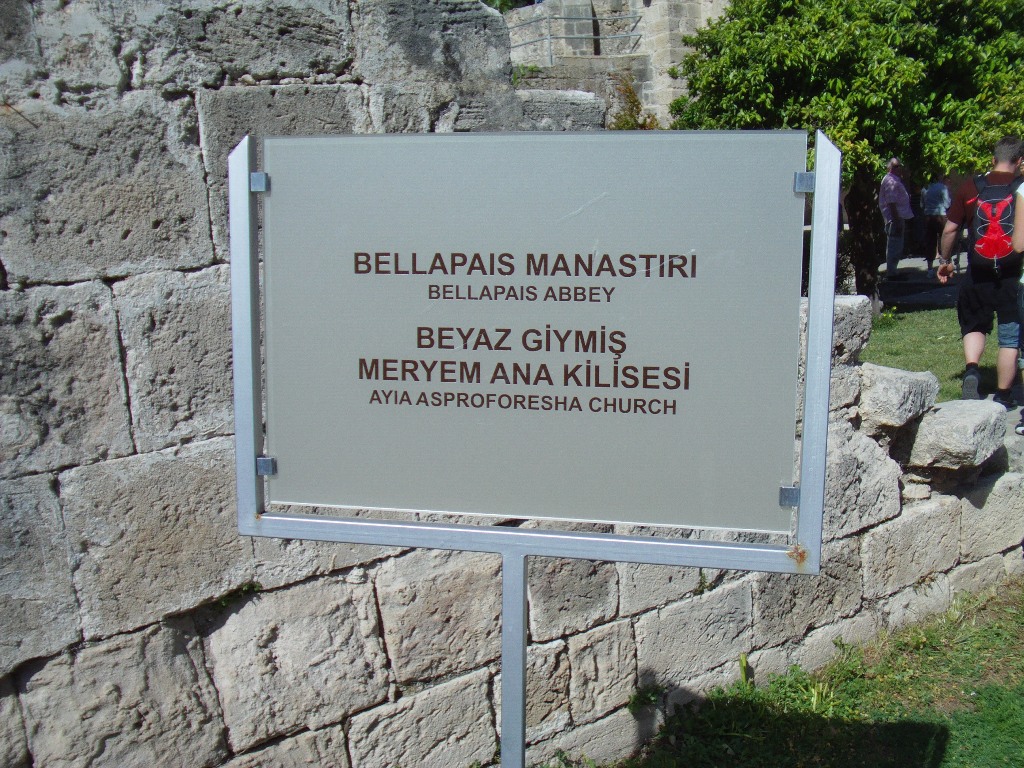 BELLAPAIS MANASTIRI
BELLAPAIS ABBEY
BEYAZ GİYMİŞ
MERYEM ANA KİLİSESİ
AYIA ASPROFORESHA CHURCH